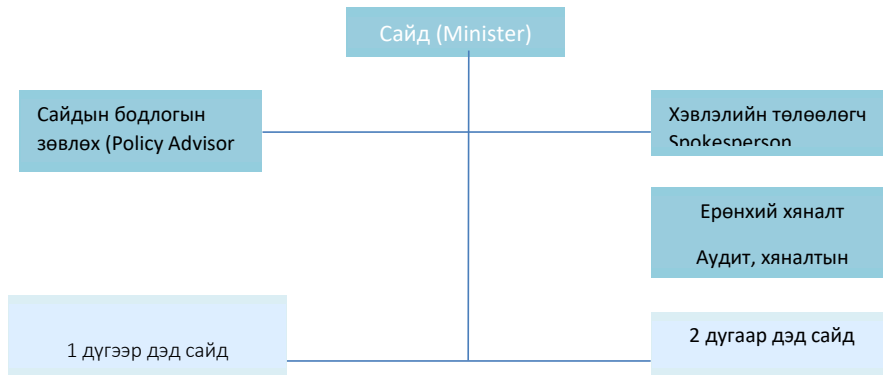 Сайд (Minister)
Сайдын бодлогын
зөвлөх (Policy Advisor
Хэвлэлийн төлөөлөгч
Spokesperson
Ерөнхий хяналт
Аудит, хяналтын
1 дүгээр дэд сайд
2 дугаар дэд сайд